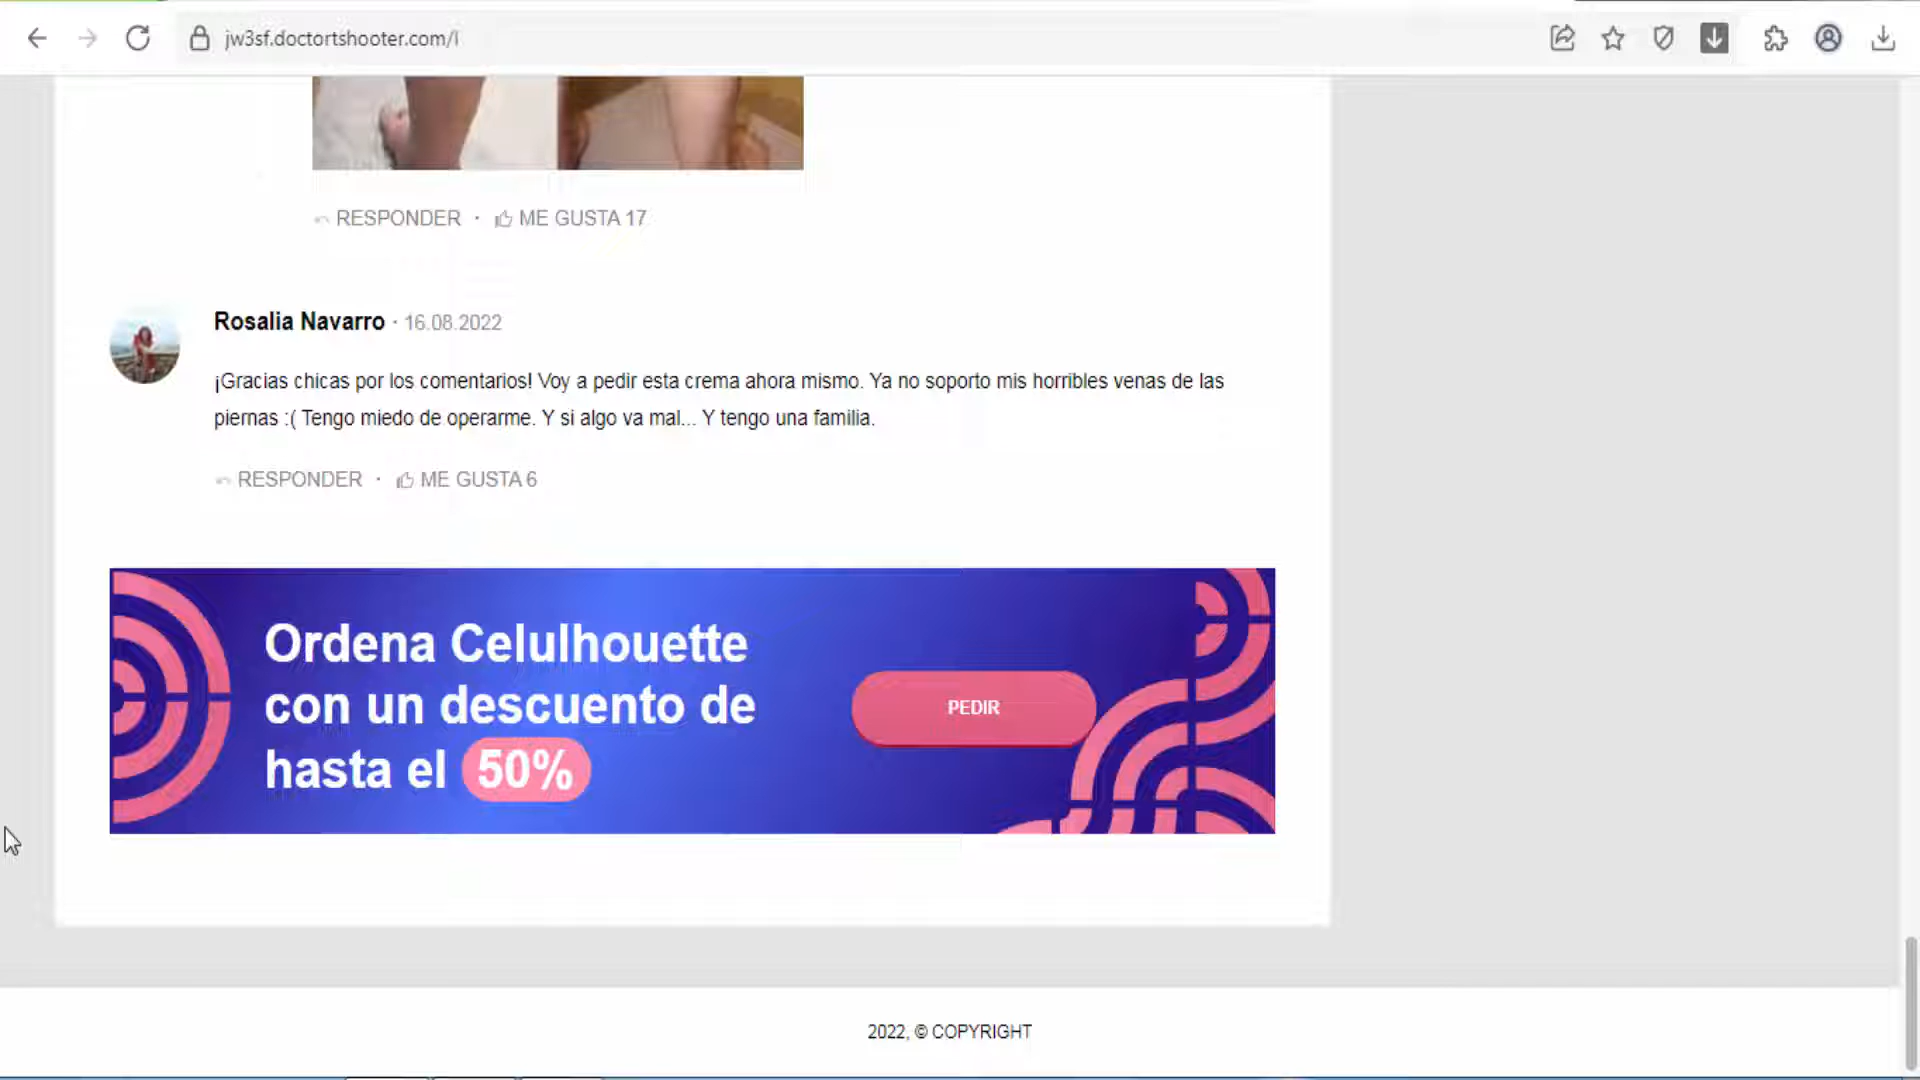 jw3sf.doctortshooter.com/l
RESPONDER · ME GUSTA 17
Rosalia Navarro · 16.08.2022
¡Gracias chicas por los comentarios! Voy a pedir esta crema ahora mismo. Ya no soporto mis horribles venas de las
piernas :( Tengo miedo de operarme. Y si algo va mal... Y tengo una familia.
RESPONDER · ME GUSTA 6
Ordena Celulhouette
con un descuento de
hasta el 50%
PEDIR
2022, © COPYRIGHT